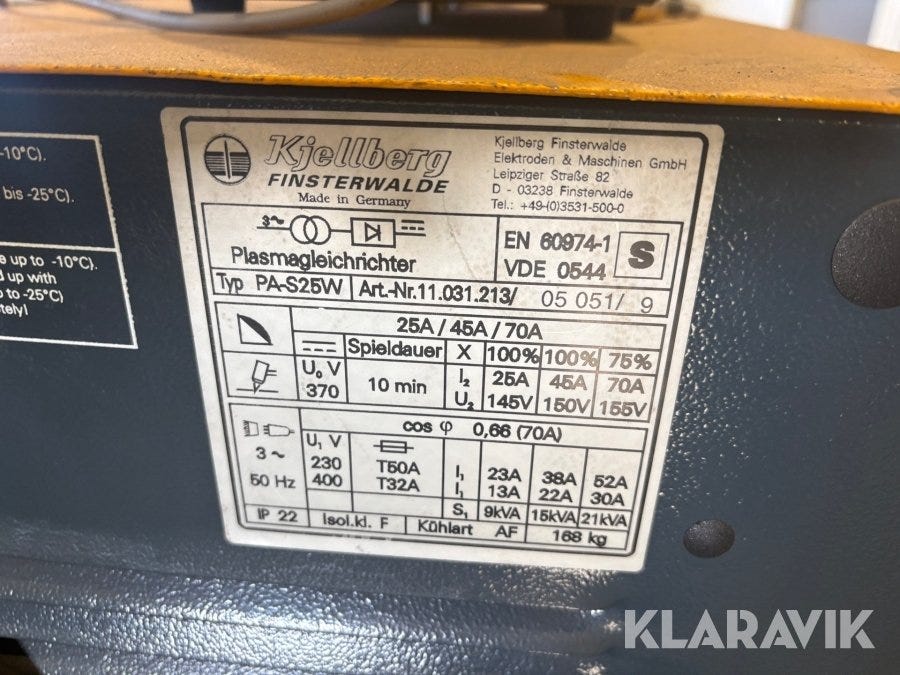 -10°C).
bis -25°C).
e up to -10°C).
d up with
p to -25°C)
tely!
Kjellberg
FINSTERWALDE
Made in Germany
Kjellberg Finsterwalde
Elektroden & Maschinen GmbH
Leipziger Straße 82
D - 03238 Finsterwalde
Tel.: +49-(0)3531-500-0
3~
Plasmagleichrichter
EN 60974-1
VDE 0544
S
Typ PA-S25W Art.-Nr.11.031.213/ 05 051/ 9
25A / 45A / 70A
Spieldauer X 100% 100% 75%
U₀ V
370
10 min
I₂ 25A 45A 70A
U₂ 145V 150V 155V
cos φ 0,66 (70A)
3~
50 Hz
U₁ V
230
400
T50A
T32A
I₁ 23A 38A 52A
I₁ 13A 22A 30A
S₁ 9kVA 15kVA 21kVA
IP 22 Isol.kl. F Kühlart AF 168 kg
KLARAVIK